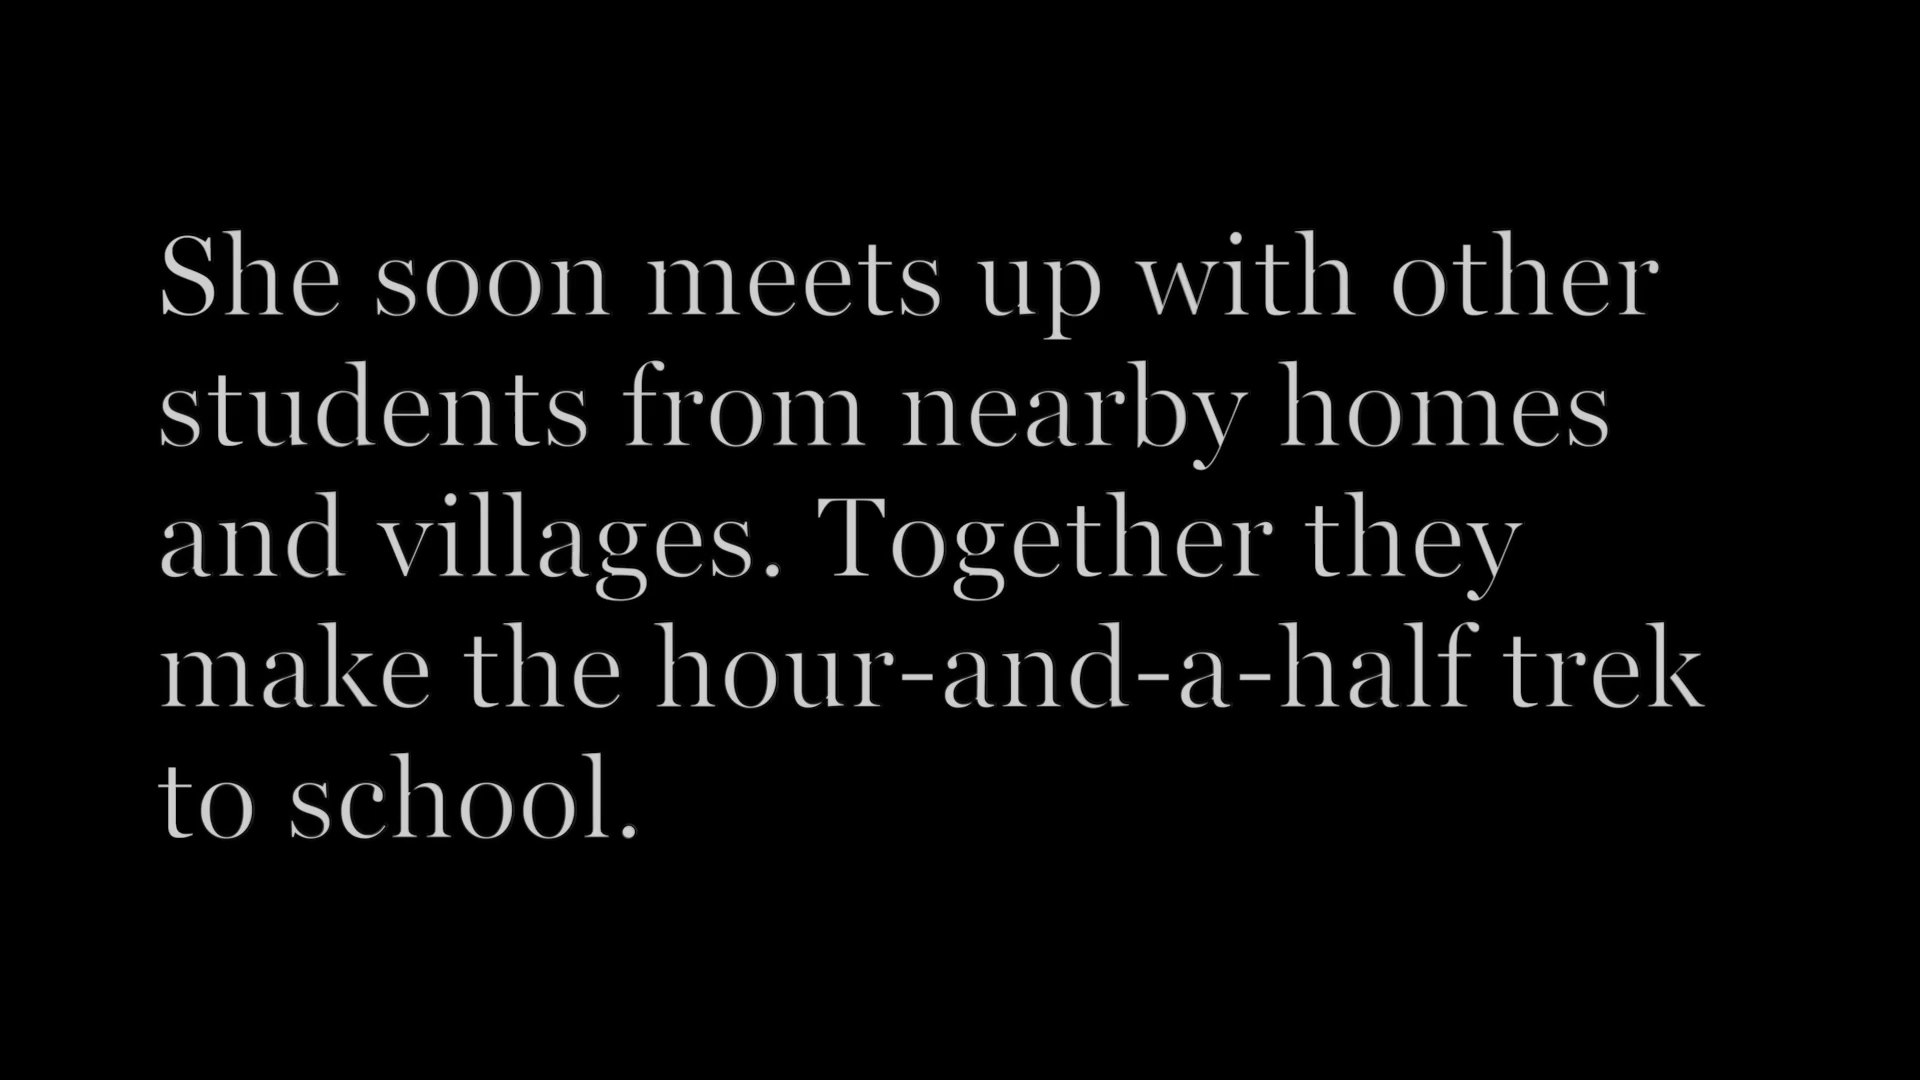 She soon meets up with other
students from nearby homes
and villages. Together they
make the hour-and-a-half trek
to school.